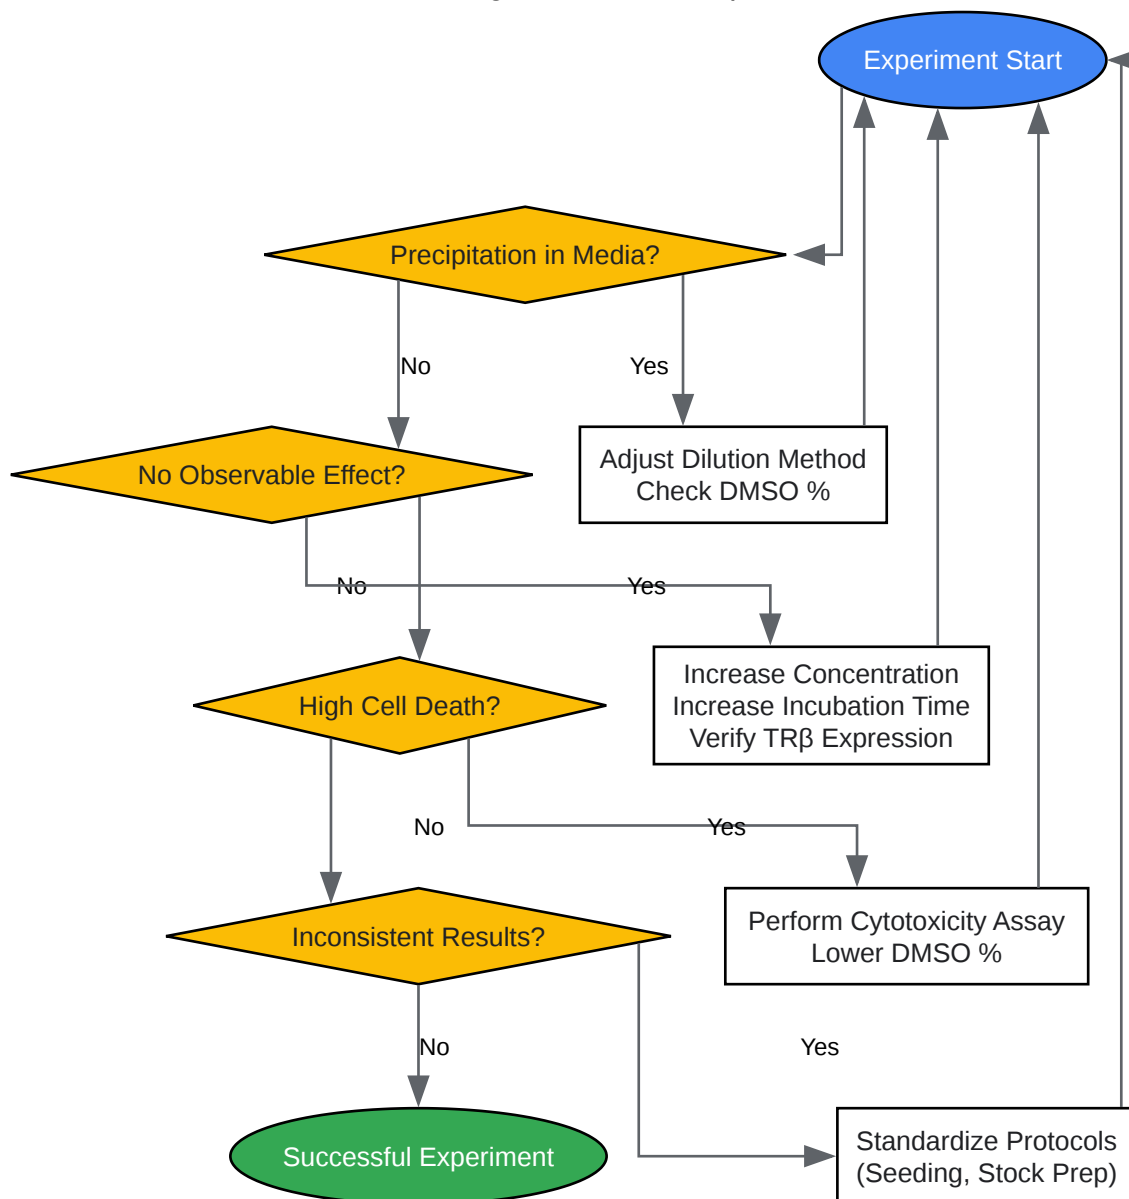 Experiment Start
Precipitation in Media?
No
Yes
No Observable Effect?
Adjust Dilution Method
Check DMSO %
No
Yes
High Cell Death?
Increase Concentration
Increase Incubation Time
Verify TRβ Expression
No
Yes
Inconsistent Results?
Perform Cytotoxicity Assay
Lower DMSO %
No
Yes
Successful Experiment
Standardize Protocols
(Seeding, Stock Prep)